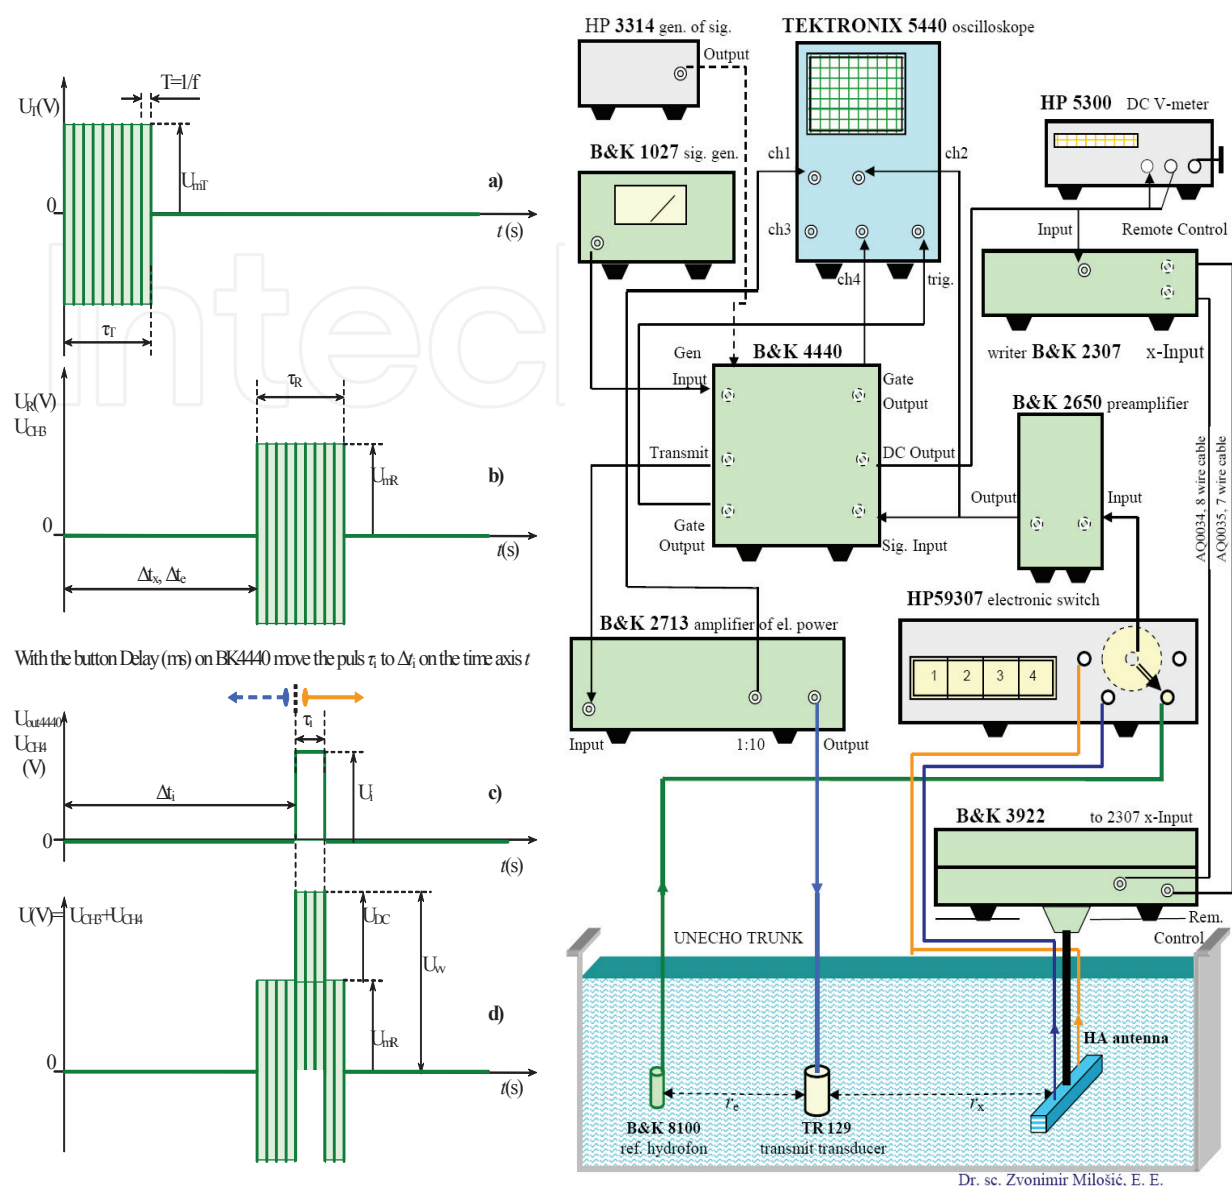 T=1/f
U_T(V)
U_mT
a)
0
t (s)
τ_T
τ_R
U_R(V)
U_CH3
U_mR
b)
0
t(s)
Δt_x, Δt_e
With the button Delay (ms) on BK4440 move the puls τ_i to Δt_i on the time axis t
U_out4440
U_CH4
(V)
τ_i
Δt_i
U_i
c)
0
t(s)
U(V)= U_CH3+U_CH4
U_DC
U_W
d)
U_mR
0
t(s)
HP 3314 gen. of sig.
Output
TEKTRONIX 5440 oscilloskope
HP 5300 DC V-meter
B&K 1027 sig. gen.
ch1
ch2
ch3
ch4
trig.
Input
Remote Control
writer B&K 2307
x-Input
B&K 4440
Gen
Input
Gate
Output
Transmit
DC Output
Gate
Output
Sig. Input
B&K 2650 preamplifier
Output
Input
AQ0034, 8 wire cable
AQ0035, 7 wire cable
HP59307 electronic switch
1 2 3 4
B&K 2713 amplifier of el. power
Input
1:10
Output
B&K 3922
to 2307 x-Input
Rem.
Control
UNECHO TRUNK
HA antenna
r_e
r_x
B&K 8100
ref. hydrofon
TR 129
transmit transducer
Dr. sc. Zvonimir Milošić, E. E.
Intec